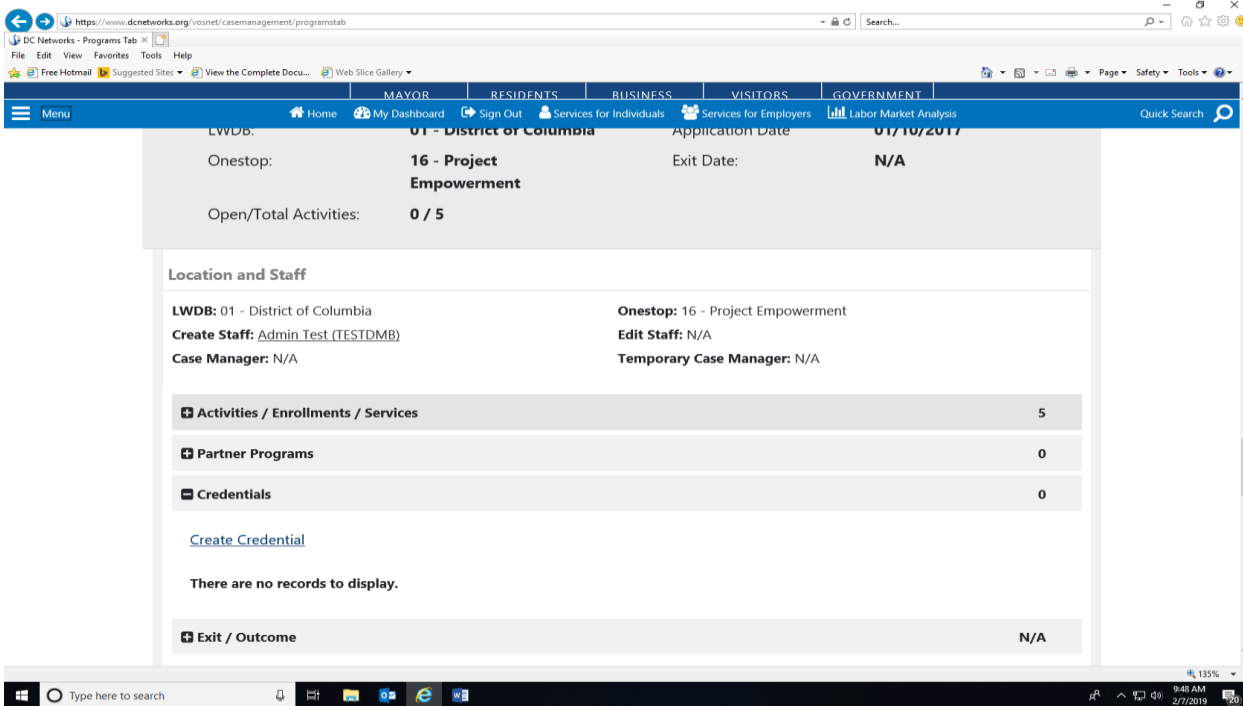 https://www.dcnetworks.org/vosnet/casemanagement/programstab
Search...
DC Networks - Programs Tab
File Edit View Favorites Tools Help
Free Hotmail Suggested Sites View the Complete Docu... Web Slice Gallery
Page Safety Tools
MAYOR RESIDENTS BUSINESS VISITORS GOVERNMENT
Menu Home My Dashboard Sign Out Services for Individuals Services for Employers Labor Market Analysis Quick Search
LWDB: 01 - District of Columbia Application Date 01/10/2017
Onestop: 16 - Project Exit Date: N/A
Empowerment
Open/Total Activities: 0 / 5
Location and Staff
LWDB: 01 - District of Columbia Onestop: 16 - Project Empowerment
Create Staff: Admin Test (TESTDMB) Edit Staff: N/A
Case Manager: N/A Temporary Case Manager: N/A
Activities / Enrollments / Services 5
Partner Programs 0
Credentials 0
Create Credential
There are no records to display.
Exit / Outcome N/A
135%
Type here to search
9:48 AM
2/7/2019
20